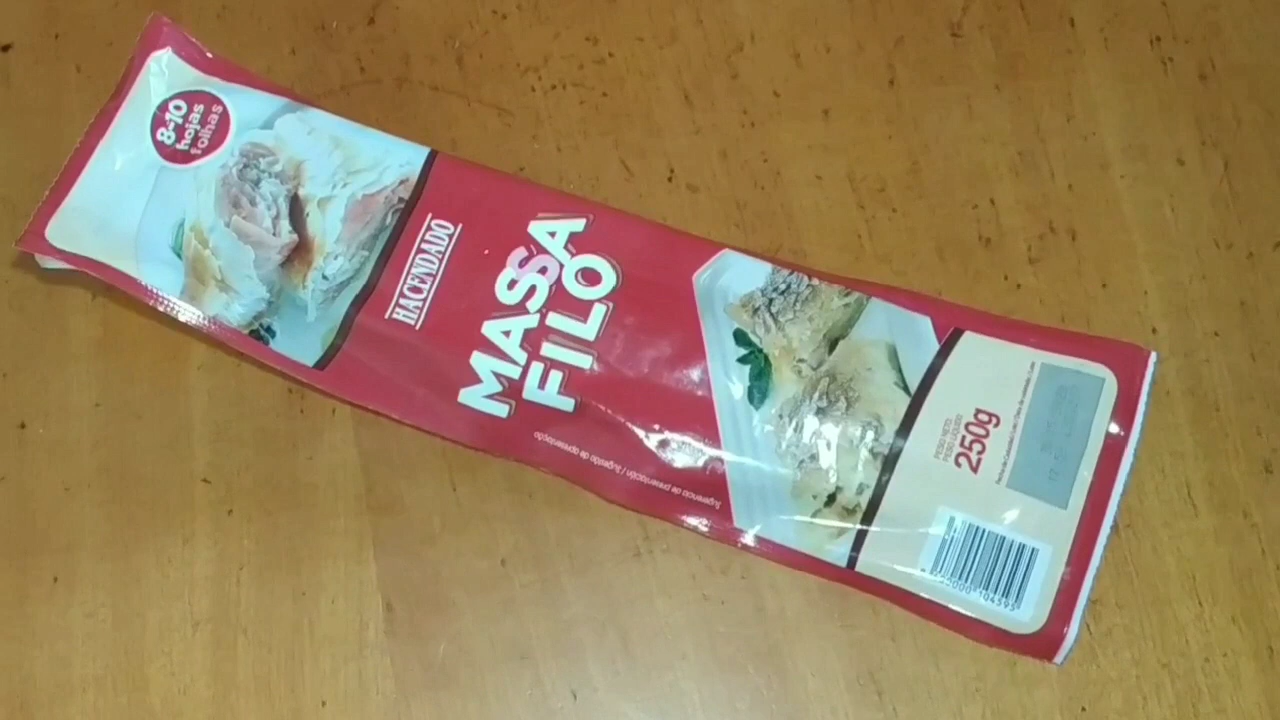 8-10
hojas
folhas
HACENDADO
MASSA
FILO
Sugerencia de presentación / Sugestão de apresentação
PESO NETO
PESO LÍQUIDO
250g